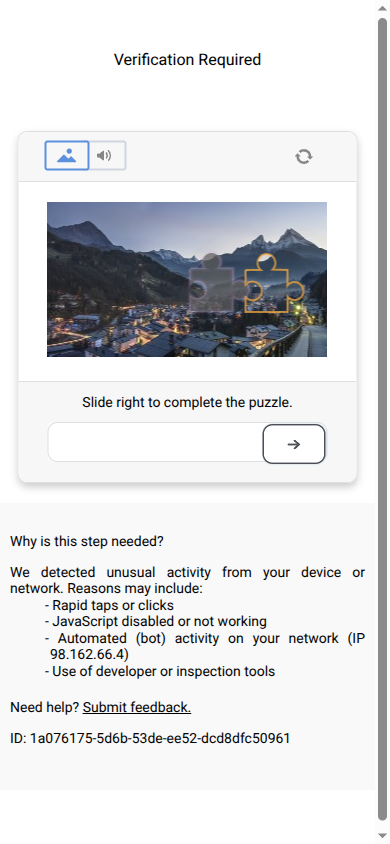 Verification Required
Slide right to complete the puzzle.
Why is this step needed?
We detected unusual activity from your device or
network. Reasons may include:
- Rapid taps or clicks
- JavaScript disabled or not working
- Automated (bot) activity on your network (IP
98.162.66.4)
- Use of developer or inspection tools
Need help? Submit feedback.
ID: 1a076175-5d6b-53de-ee52-dcd8dfc50961